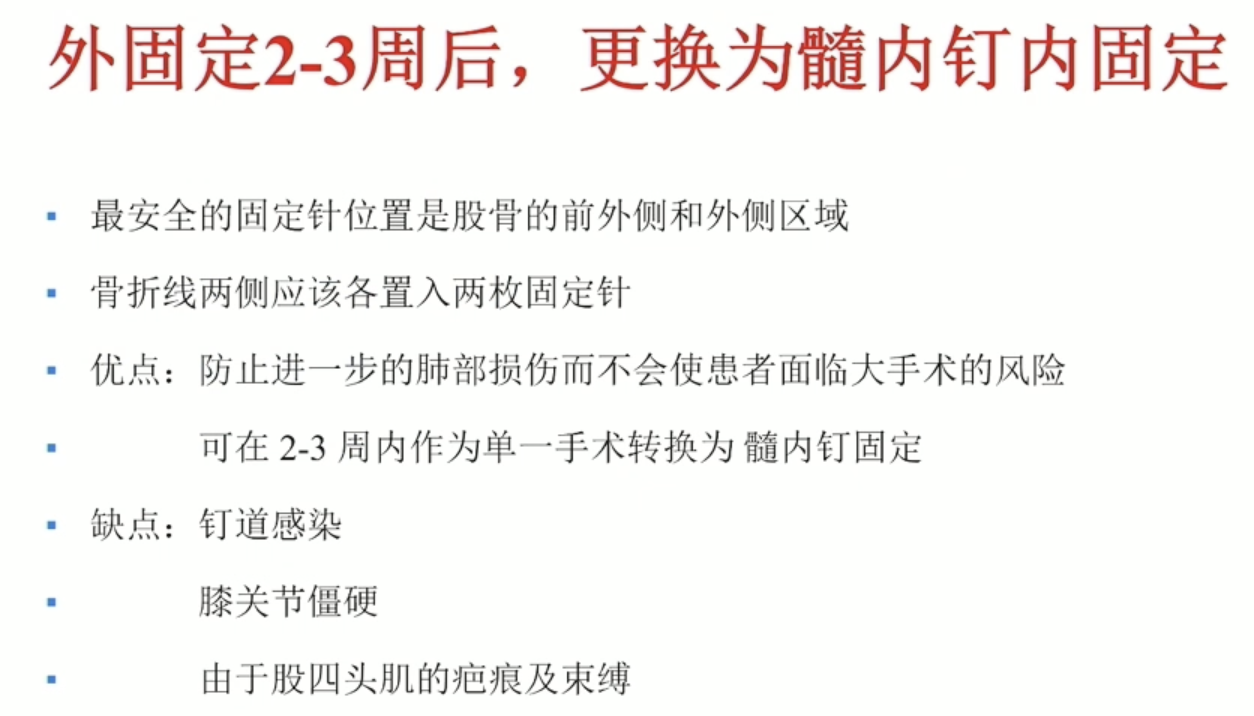 外固定2-3周后，更换为髓内钉内固定
最安全的固定针位置是股骨的前外侧和外侧区域
骨折线两侧应该各置入两枚固定针
优点：防止进一步的肺部损伤而不会使患者面临大手术的风险
可在 2-3 周内作为单一手术转换为 髓内钉固定
缺点：钉道感染
膝关节僵硬
由于股四头肌的疤痕及束缚